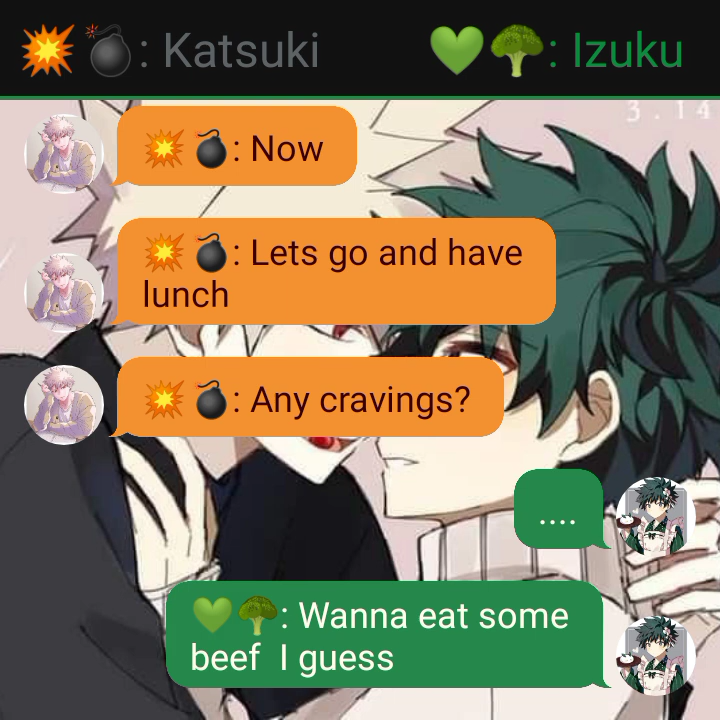 💥💣: Katsuki
💚🥦: Izuku
3.14
💥💣: Now
💥💣: Lets go and have
lunch
💥💣: Any cravings?
....
💚🥦: Wanna eat some
beef  I guess